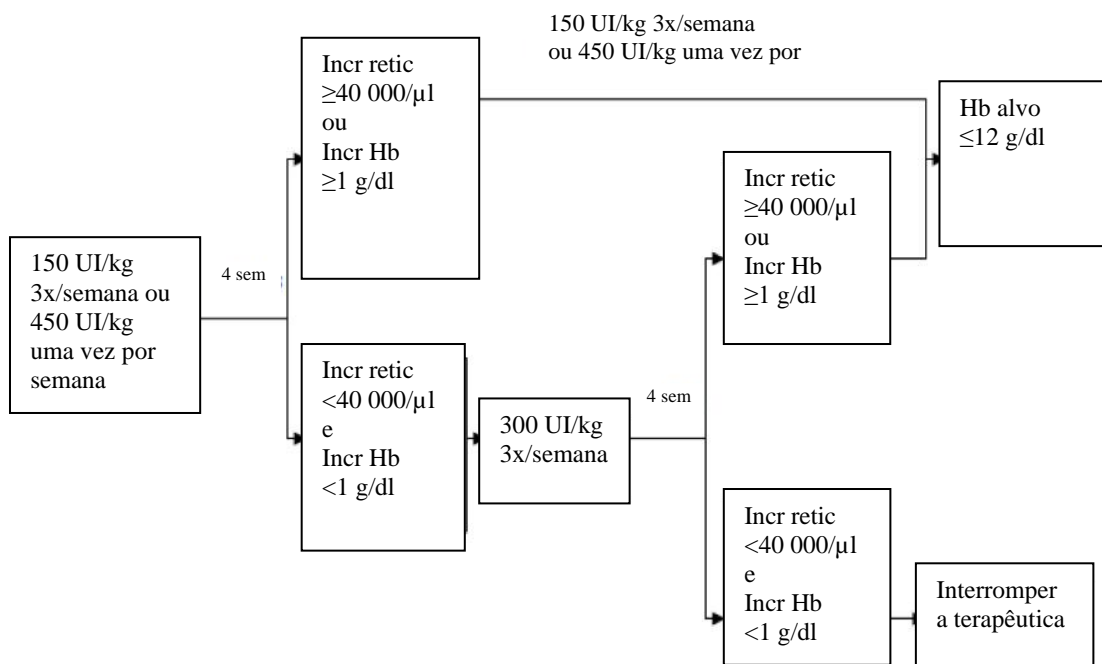 150 UI/kg 3x/semana
ou 450 UI/kg uma vez por
Incr retic
≥40 000/µl
ou
Incr Hb
≥1 g/dl
Hb alvo
≤12 g/dl
Incr retic
≥40 000/µl
ou
Incr Hb
≥1 g/dl
150 UI/kg
3x/semana ou
450 UI/kg
uma vez por
semana
4 sem
Incr retic
<40 000/µl
e
Incr Hb
<1 g/dl
300 UI/kg
3x/semana
4 sem
Incr retic
<40 000/µl
e
Incr Hb
<1 g/dl
Interromper
a terapêutica